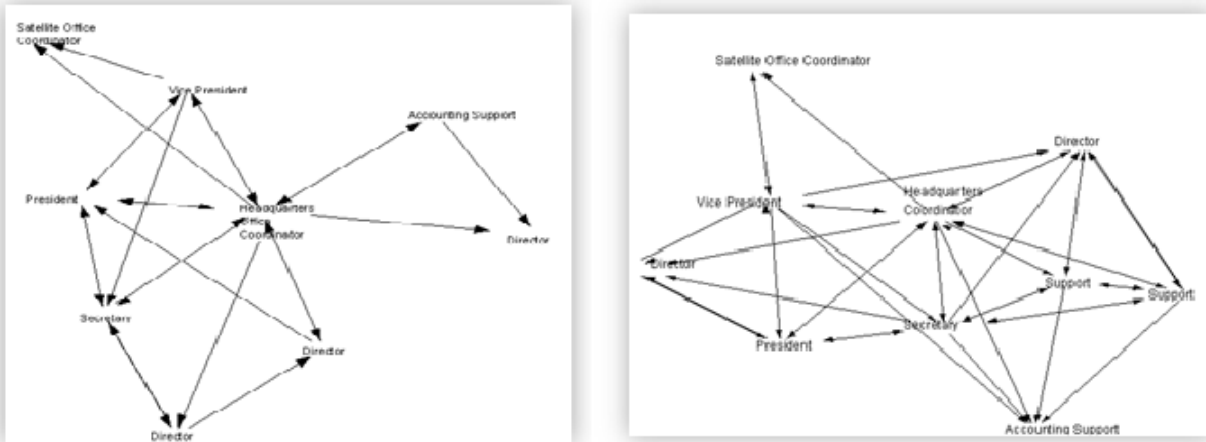 Satellite Office
Coordinator
Vice President
Accounting Support
President
Headquarters
Office
Coordinator
Director
Secretary
Director
Director
Satellite Office Coordinator
Director
Headquarters
Vice President
Coordinator
Director
Support
Support
Secretary
President
Accounting Support